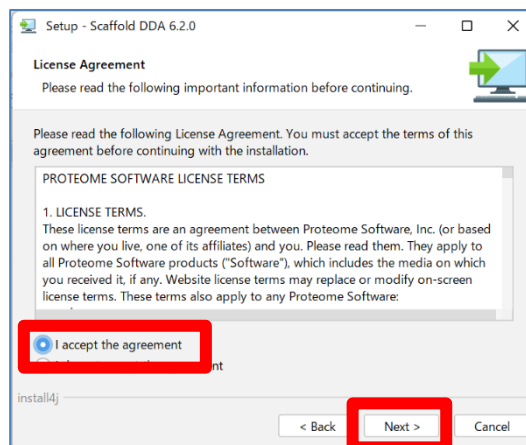 Setup - Scaffold DDA 6.2.0
License Agreement
Please read the following important information before continuing.
Please read the following License Agreement. You must accept the terms of this
agreement before continuing with the installation.
PROTEOME SOFTWARE LICENSE TERMS
1. LICENSE TERMS.
These license terms are an agreement between Proteome Software, Inc. (or based
on where you live, one of its affiliates) and you. Please read them. They apply to
all Proteome Software products ("Software"), which includes the media on which
you received it, if any. Website license terms may replace or modify on-screen
license terms. These terms also apply to any Proteome Software:
I accept the agreement
install4j
< Back
Next >
Cancel